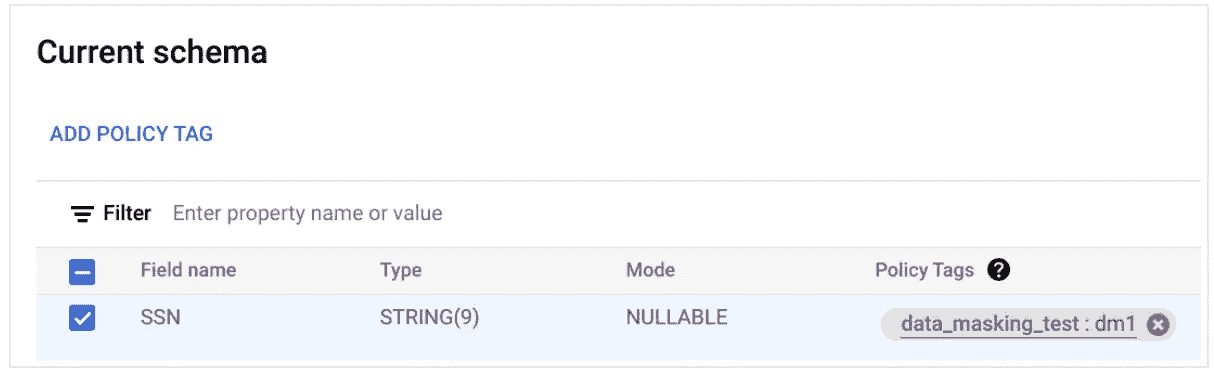 Current schema
ADD POLICY TAG
Filter Enter property name or value
Field name Type Mode Policy Tags ?
SSN STRING(9) NULLABLE data_masking_test : dm1